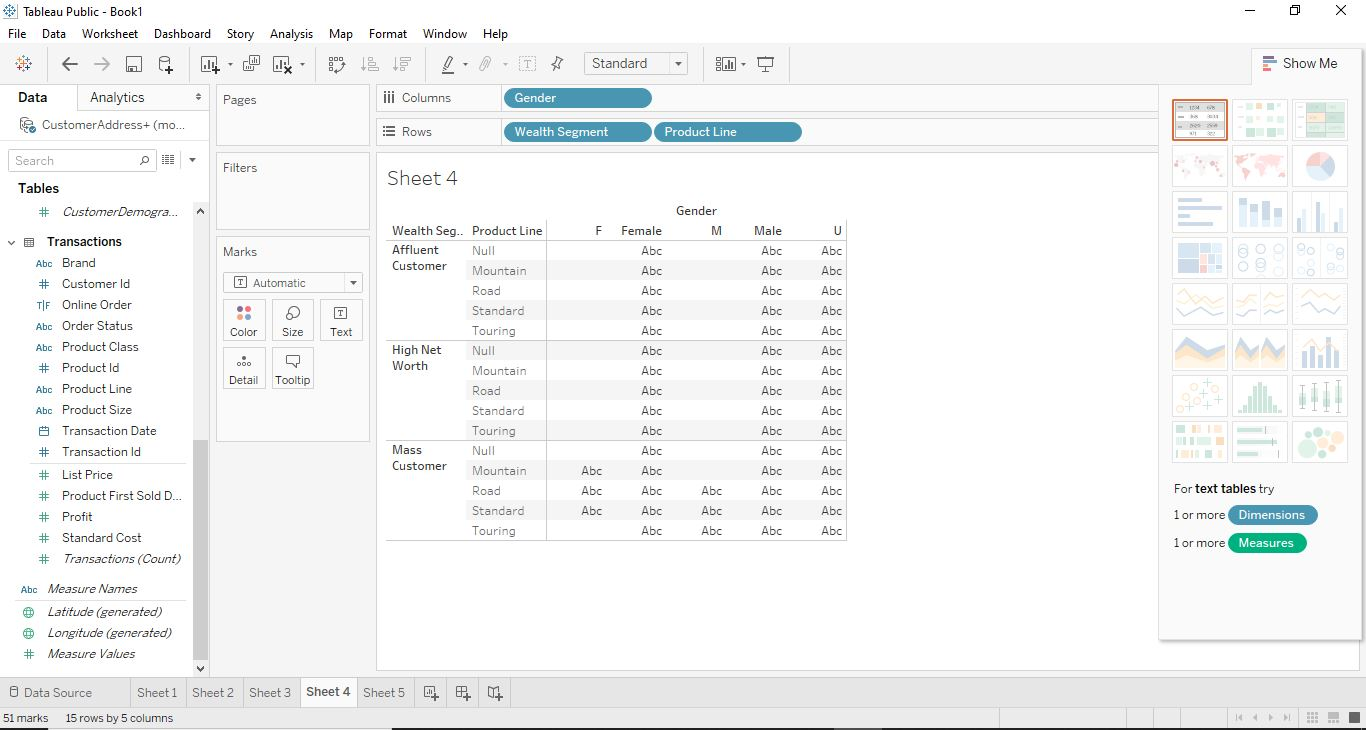 Tableau Public - Book1
File Data Worksheet Dashboard Story Analysis Map Format Window Help
Standard
Show Me
Data Analytics
CustomerAddress+ (mo...
Search
Tables
CustomerDemogra...
Transactions
Abc Brand
Customer Id
T|F Online Order
Abc Order Status
Abc Product Class
Product Id
Abc Product Line
Abc Product Size
Transaction Date
Transaction Id
List Price
Product First Sold D...
Profit
Standard Cost
Transactions (Count)
Abc Measure Names
Latitude (generated)
Longitude (generated)
Measure Values
Pages
Filters
Marks
Automatic
Color Size Text
Detail Tooltip
Columns Gender
Rows Wealth Segment Product Line
Sheet 4
Gender
Wealth Seg.. Product Line F Female M Male U
Affluent Customer Null Abc Abc Abc
Mountain Abc Abc Abc
Road Abc Abc Abc
Standard Abc Abc Abc
Touring Abc Abc Abc
High Net Worth Null Abc Abc Abc
Mountain Abc Abc Abc
Road Abc Abc Abc
Standard Abc Abc Abc
Touring Abc Abc Abc
Mass Customer Null Abc Abc Abc
Mountain Abc Abc Abc Abc
Road Abc Abc Abc Abc Abc
Standard Abc Abc Abc Abc Abc
Touring Abc Abc Abc Abc
For text tables try
1 or more Dimensions
1 or more Measures
Data Source Sheet 1 Sheet 2 Sheet 3 Sheet 4 Sheet 5
51 marks 15 rows by 5 columns